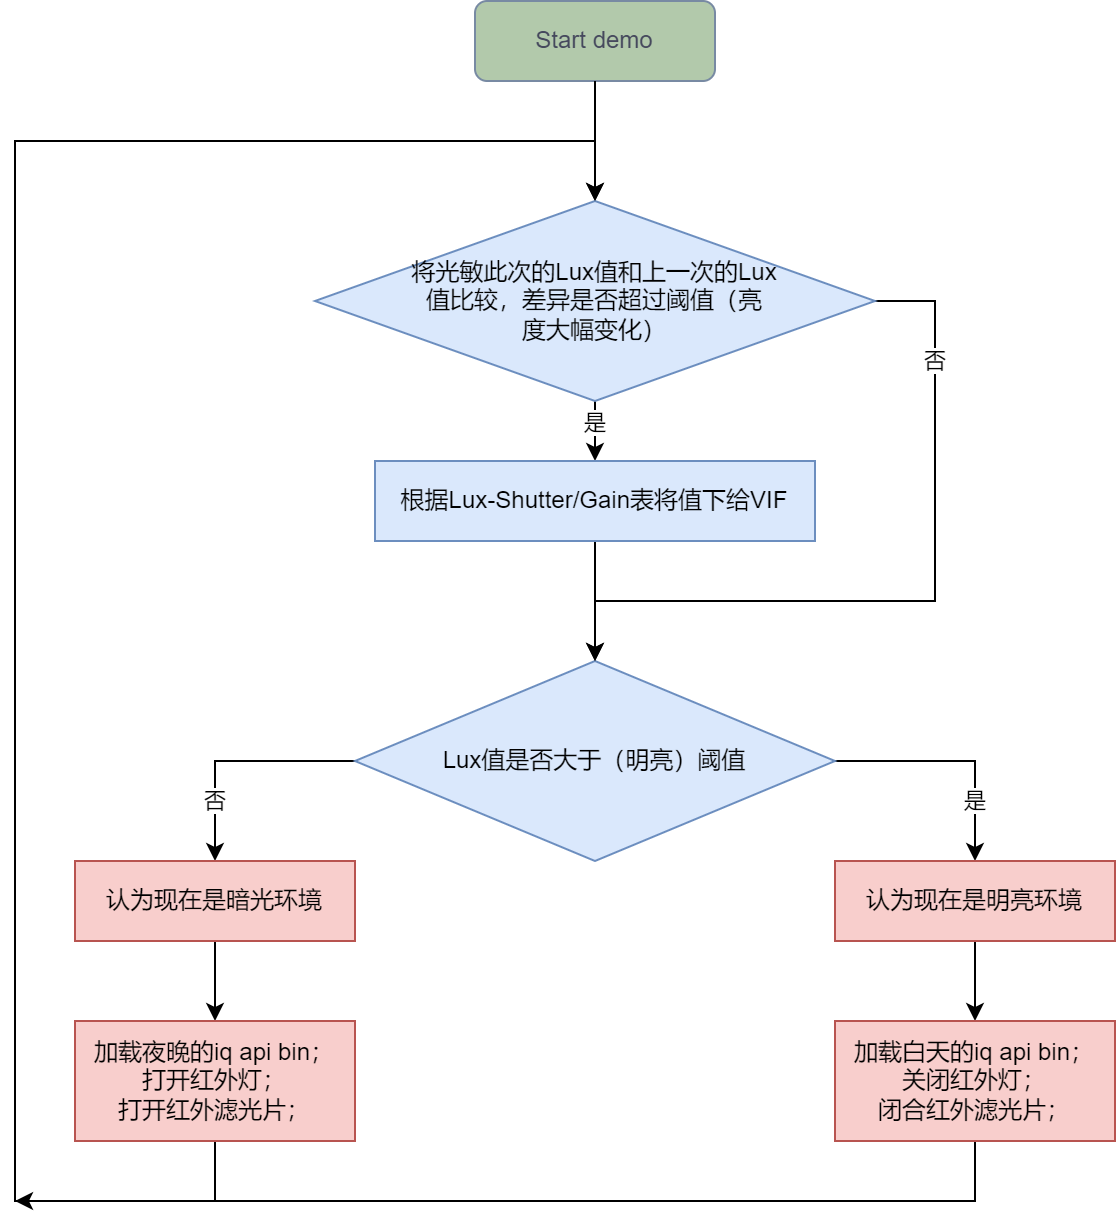 Start demo
将光敏此次的Lux值和上一次的Lux
值比较，差异是否超过阈值（亮
度大幅变化）
否
是
根据Lux-Shutter/Gain表将值下给VIF
Lux值是否大于（明亮）阈值
否
是
认为现在是暗光环境
认为现在是明亮环境
加载夜晚的iq api bin；
打开红外灯；
打开红外滤光片；
加载白天的iq api bin；
关闭红外灯；
闭合红外滤光片；